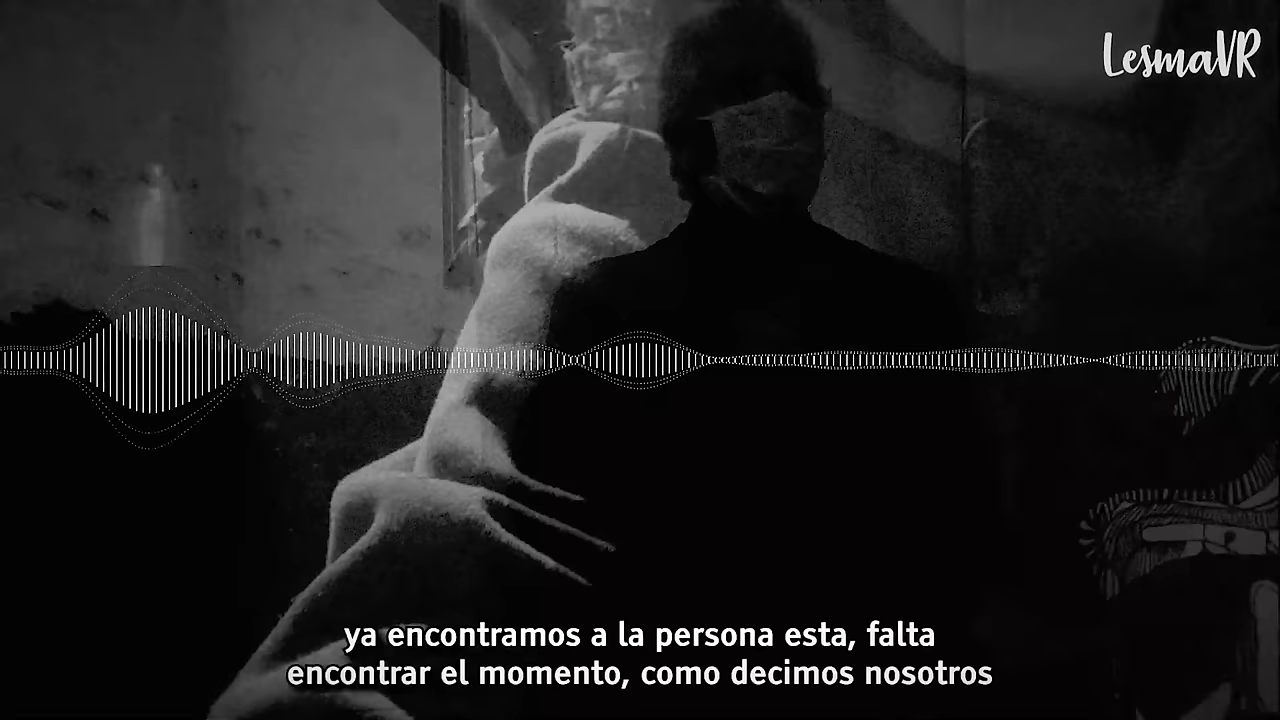 LesmaVR
ya encontramos a la persona esta, falta
encontrar el momento, como decimos nosotros